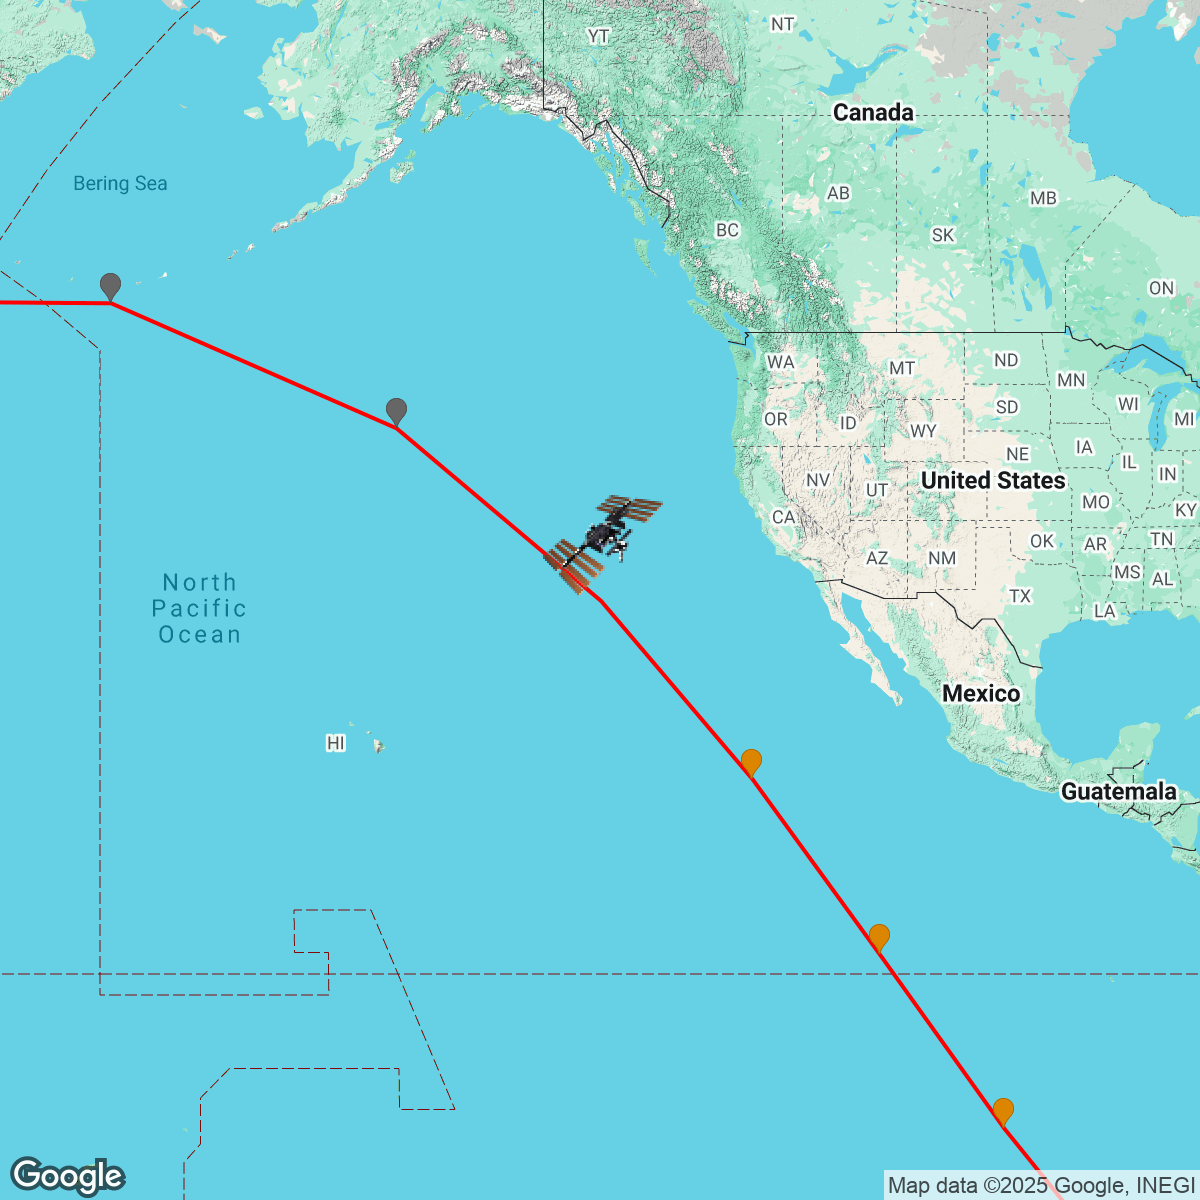 YT
NT
Canada
Bering Sea
AB
MB
BC
SK
ON
WA
MT
ND
MN
OR
ID
SD
WI
MI
WY
NE
IA
IL
IN
NV
UT
United States
MO
KY
CA
AZ
NM
OK
AR
TN
MS
AL
TX
LA
North
Pacific
Ocean
Mexico
HI
Guatemala
Google
Map data ©2025 Google, INEGI